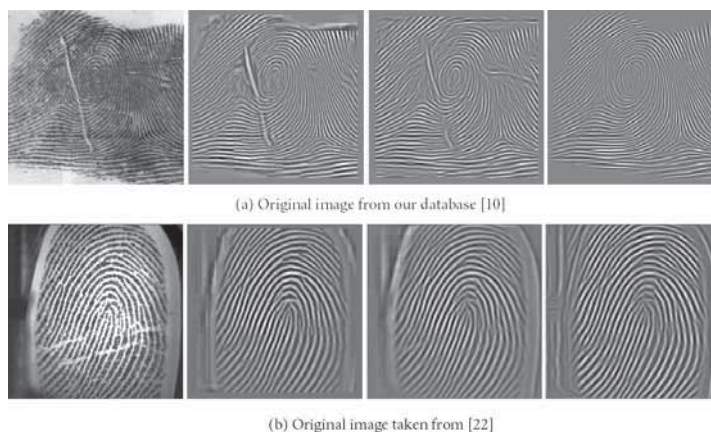 (a) Original image from our database [10]
(b) Original image taken from [22]